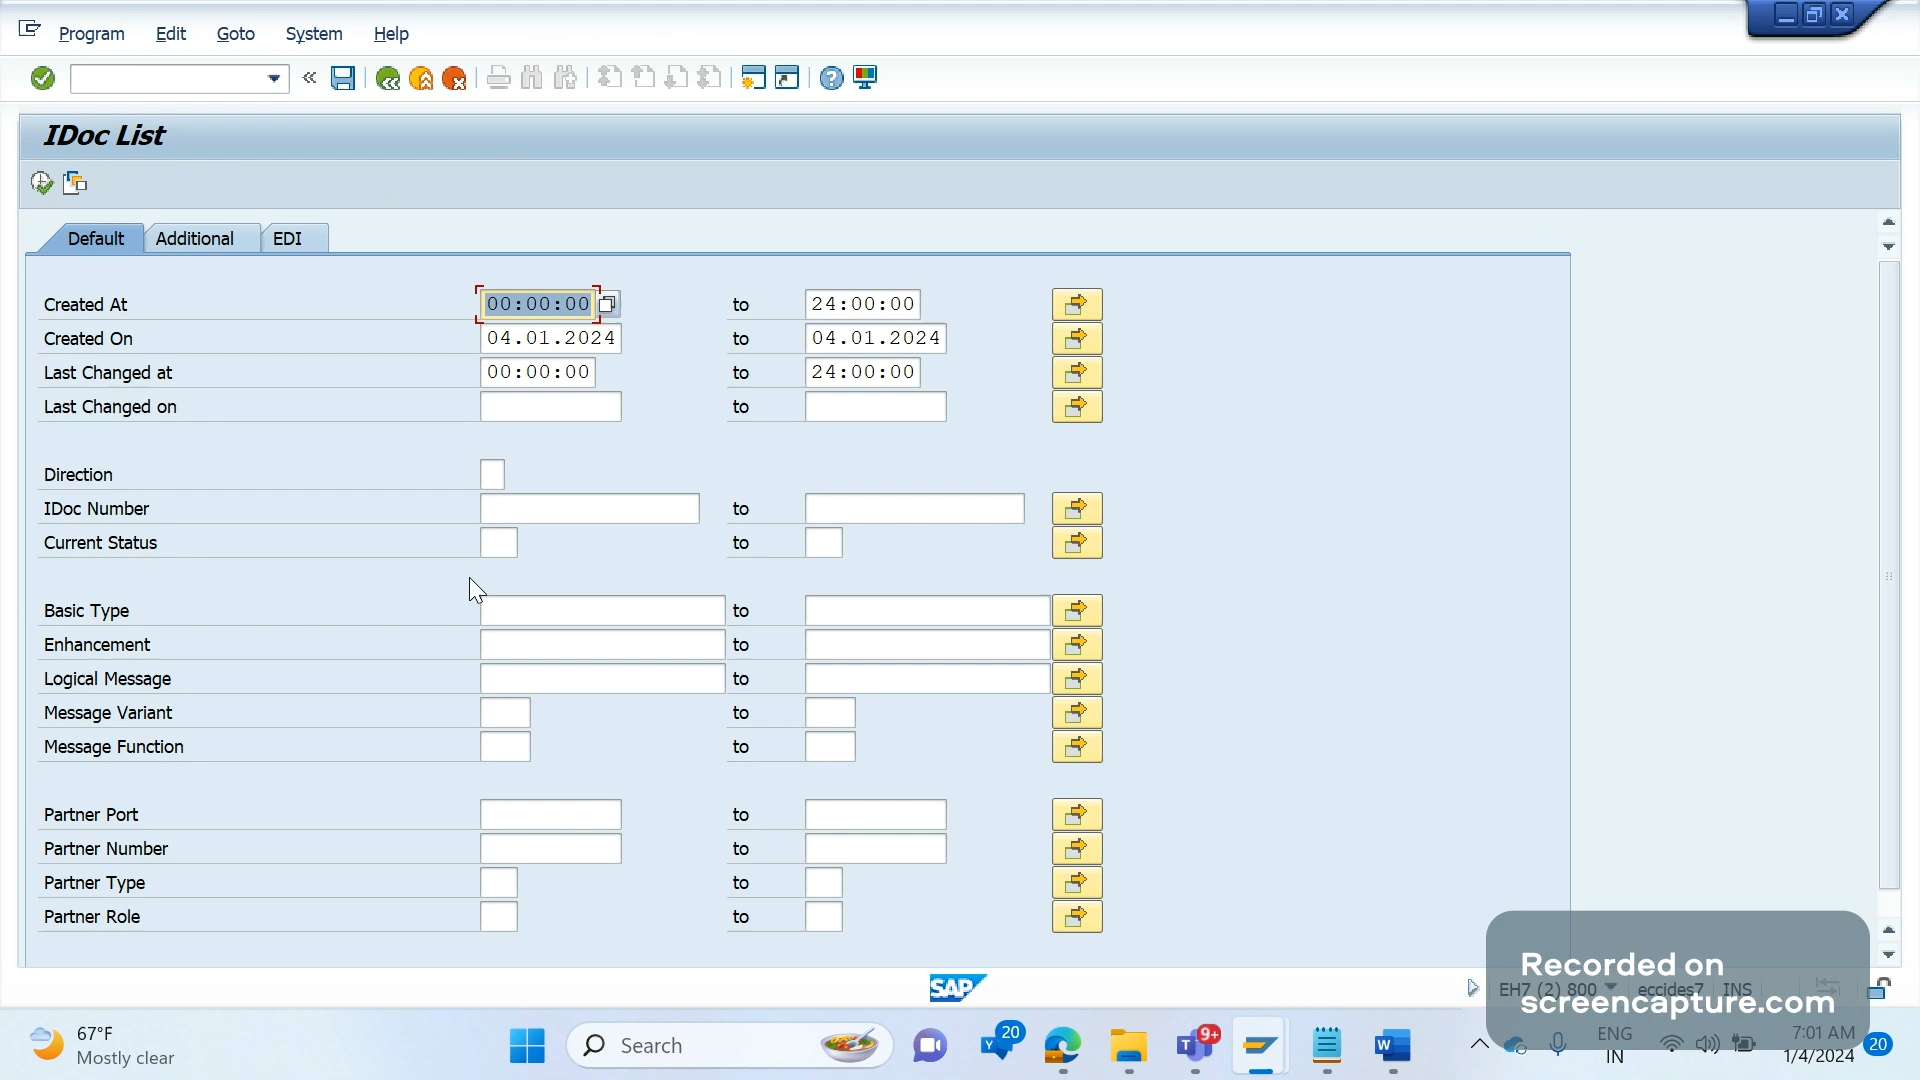 Program Edit Goto System Help
IDoc List
Default Additional EDI
Created At 00:00:00 to 24:00:00
Created On 04.01.2024 to 04.01.2024
Last Changed at 00:00:00 to 24:00:00
Last Changed on to
Direction
IDoc Number to
Current Status to
Basic Type to
Enhancement to
Logical Message to
Message Variant to
Message Function to
Partner Port to
Partner Number to
Partner Type to
Partner Role to
SAP
EH7 (2) 800 eccides7 INS
Recorded on
screencapture.com
67°F
Mostly clear
Search
20
9+
ENG
IN
7:01 AM
1/4/2024
20